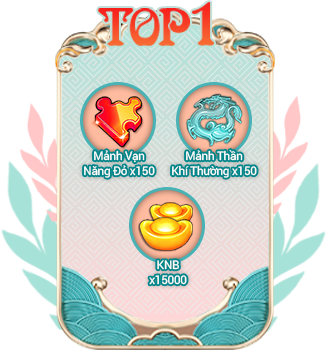 TOP1
Mảnh Vạn
Năng Đỏ x150
Mảnh Thần
Khí Thường x150
KNB
x15000